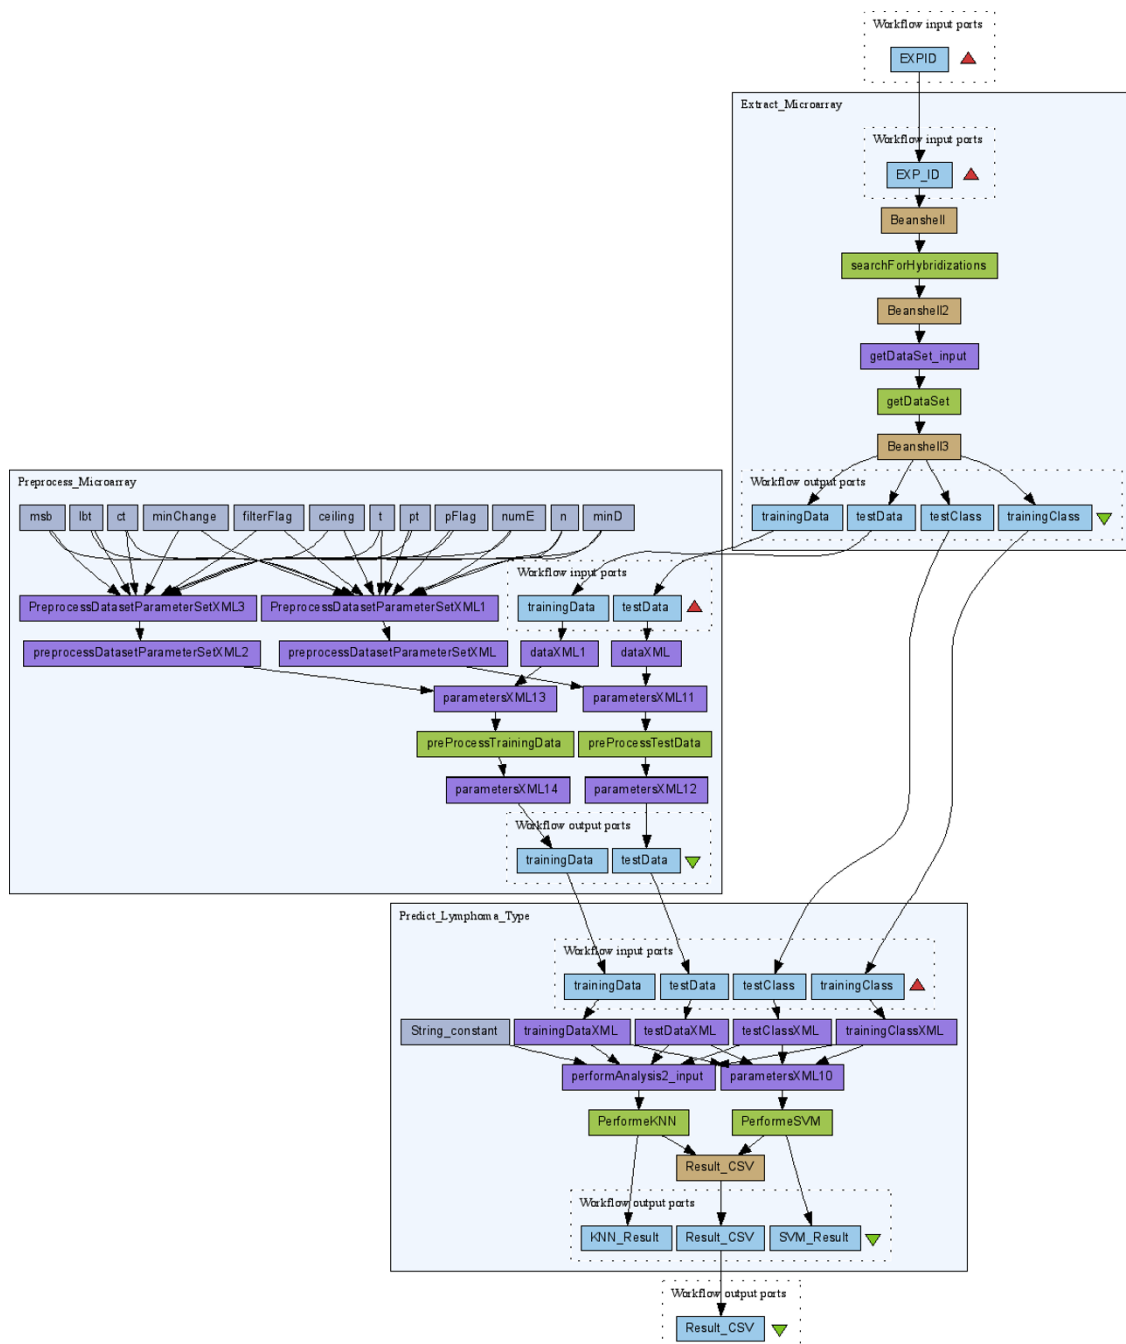 Workflow input ports
EXPID
Extract_Microarray
Workflow input ports
EXP_ID
Beanshell
searchForHybridizations
Beanshell2
getDataSet_input
getDataSet
Beanshell3
Workflow output ports
trainingData testData testClass trainingClass
Preprocess_Microarray
msb lbt ct minChange filterFlag ceiling t pt pFlag numE n minD
Workflow input ports
PreprocessDatasetParameterSetXML3 PreprocessDatasetParameterSetXML1 trainingData testData
preprocessDatasetParameterSetXML2 preprocessDatasetParameterSetXML dataXML1 dataXML
parametersXML13 parametersXML11
preProcessTrainingData preProcessTestData
parametersXML14 parametersXML12
Workflow output ports
trainingData testData
Predict_Lymphoma_Type
Workflow input ports
trainingData testData testClass trainingClass
String_constant trainingDataXML testDataXML testClassXML trainingClassXML
performAnalysis2_input parametersXML10
PerformeKNN PerformeSVM
Result_CSV
Workflow output ports
KNN_Result Result_CSV SVM_Result
Workflow output ports
Result_CSV